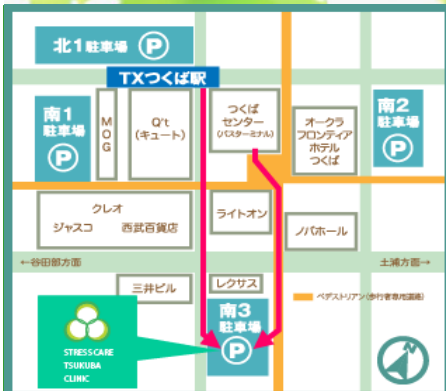 北1駐車場 P
TXつくば駅
南1
駐車場
P
MOG
Q't
(キュート)
つくば
センター
(バスターミナル)
オークラ
フロンティア
ホテル
つくば
南2
駐車場
P
クレオ
ジャスコ 西武百貨店
ライトオン
ノバホール
←谷田部方面
土浦方面→
三井ビル
レクサス
南3
駐車場
P
ペデストリアン(歩行者専用道路)
STRESS CARE
TSUKUBA
CLINIC